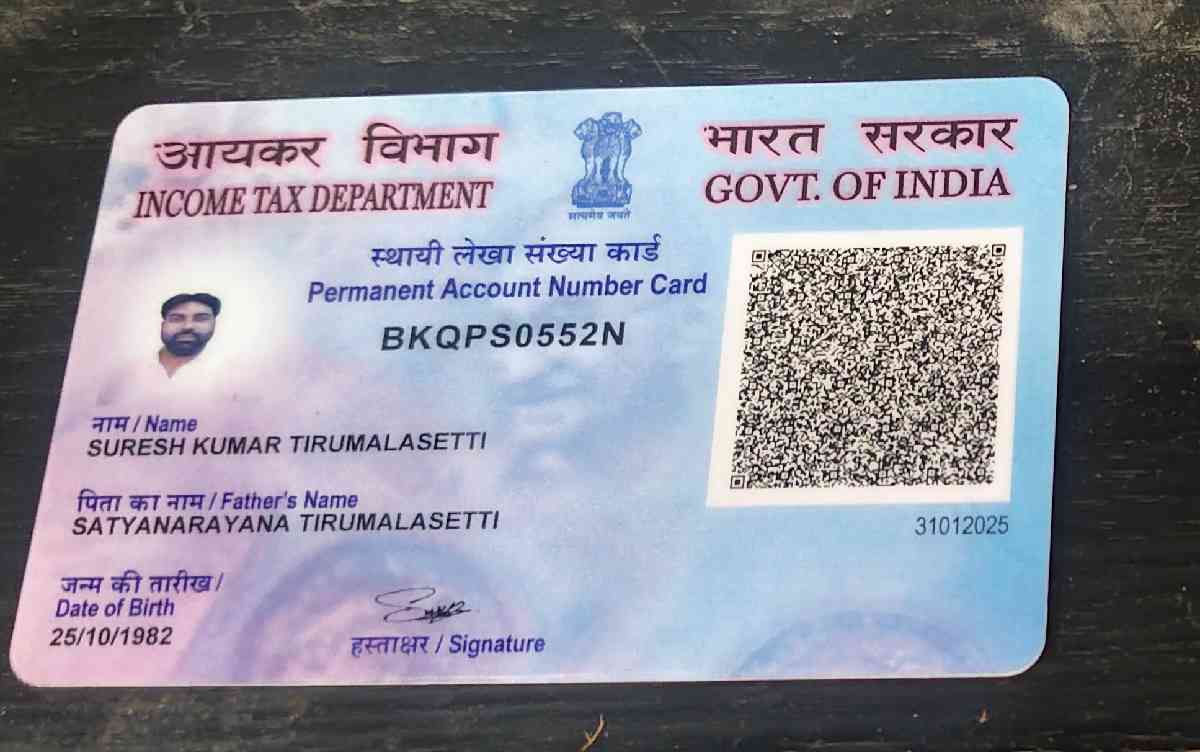 आयकर विभाग
INCOME TAX DEPARTMENT
सत्यमेव जयते
भारत सरकार
GOVT. OF INDIA
स्थायी लेखा संख्या कार्ड
Permanent Account Number Card
BKQPS0552N
नाम / Name
SURESH KUMAR TIRUMALASETTI
पिता का नाम / Father's Name
SATYANARAYANA TIRUMALASETTI
31012025
जन्म की तारीख /
Date of Birth
25/10/1982
हस्ताक्षर / Signature